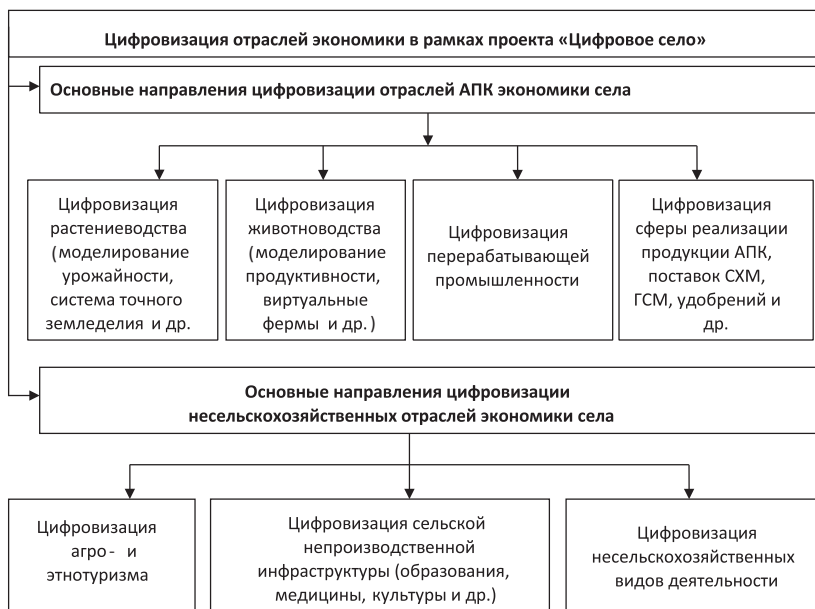 Цифровизация отраслей экономики в рамках проекта «Цифровое село»
Основные направления цифровизации отраслей АПК экономики села
Цифровизация
растениеводства
(моделирование
урожайности,
система точного
земледелия и др.
Цифровизация
животноводства
(моделирование
продуктивности,
виртуальные
фермы и др.)
Цифровизация
перерабатывающей
промышленности
Цифровизация
сферы реализации
продукции АПК,
поставок СХМ,
ГСМ, удобрений и
др.
Основные направления цифровизации
несельскохозяйственных отраслей экономики села
Цифровизация
агро- и
этнотуризма
Цифровизация сельской
непроизводственной
инфраструктуры (образования,
медицины, культуры и др.)
Цифровизация
несельскохозяйственных
видов деятельности